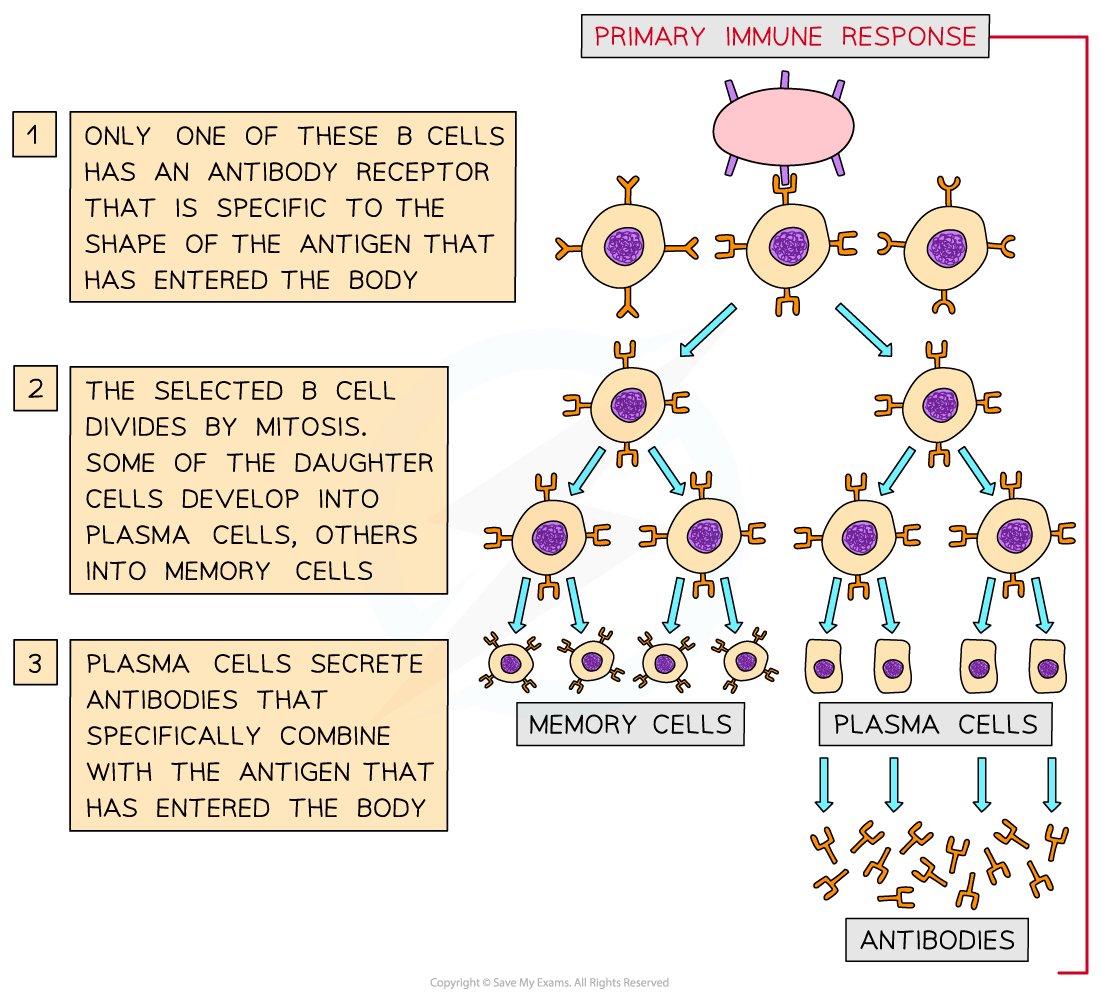 PRIMARY IMMUNE RESPONSE
1
ONLY ONE OF THESE B CELLS
HAS AN ANTIBODY RECEPTOR
THAT IS SPECIFIC TO THE
SHAPE OF THE ANTIGEN THAT
HAS ENTERED THE BODY
2
THE SELECTED B CELL
DIVIDES BY MITOSIS.
SOME OF THE DAUGHTER
CELLS DEVELOP INTO
PLASMA CELLS, OTHERS
INTO MEMORY CELLS
3
PLASMA CELLS SECRETE
ANTIBODIES THAT
SPECIFICALLY COMBINE
WITH THE ANTIGEN THAT
HAS ENTERED THE BODY
MEMORY CELLS
PLASMA CELLS
ANTIBODIES
Copyright © Save My Exams. All Rights Reserved